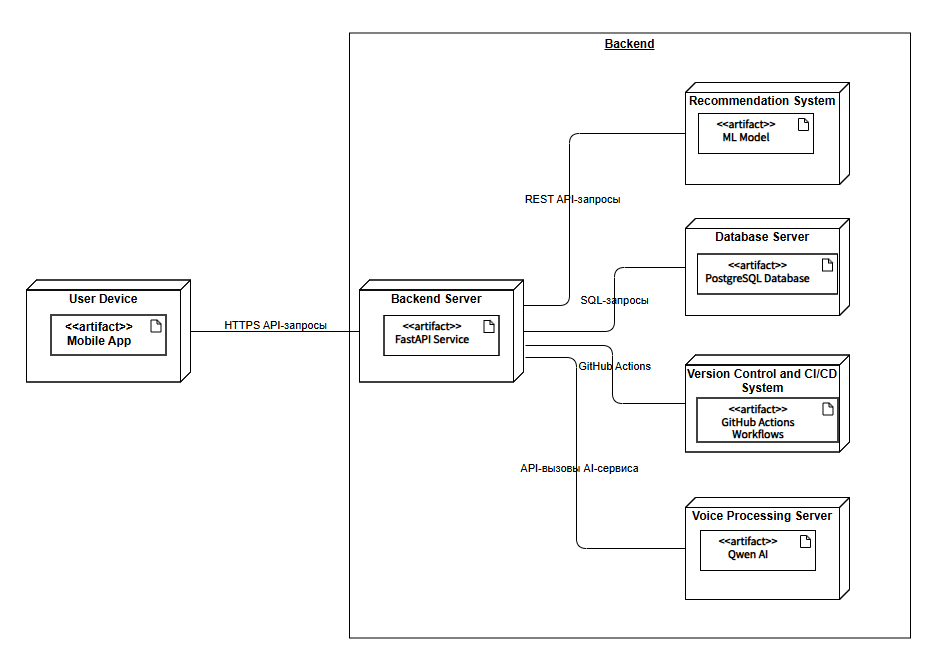 Backend
Recommendation System
<<artifact>>
ML Model
REST API-запросы
Database Server
<<artifact>>
PostgreSQL Database
SQL-запросы
User Device
<<artifact>>
Mobile App
HTTPS API-запросы
Backend Server
<<artifact>>
FastAPI Service
GitHub Actions
Version Control and CI/CD
System
<<artifact>>
GitHub Actions
Workflows
API-вызовы AI-сервиса
Voice Processing Server
<<artifact>>
Qwen AI